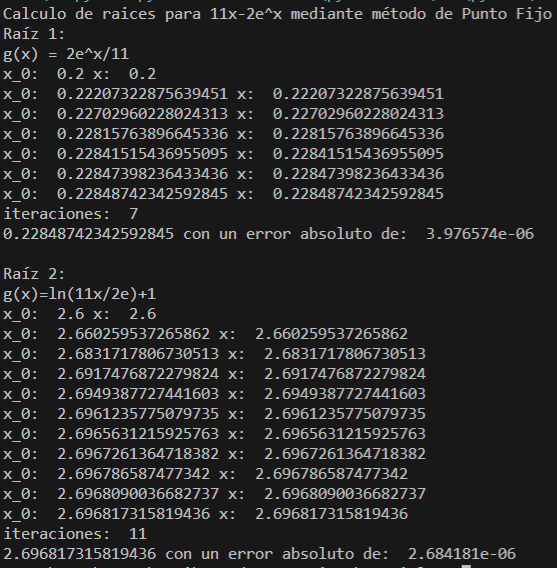 Calculo de raices para 11x-2e^x mediante método de Punto Fijo
Raíz 1:
g(x) = 2e^x/11
x_0:  0.2 x:  0.2
x_0:  0.22207322875639451 x:  0.22207322875639451
x_0:  0.22702960228024313 x:  0.22702960228024313
x_0:  0.22815763896645336 x:  0.22815763896645336
x_0:  0.22841515436955095 x:  0.22841515436955095
x_0:  0.22847398236433436 x:  0.22847398236433436
x_0:  0.22848742342592845 x:  0.22848742342592845
iteraciones:  7
0.22848742342592845 con un error absoluto de:  3.976574e-06

Raíz 2:
g(x)=ln(11x/2e)+1
x_0:  2.6 x:  2.6
x_0:  2.660259537265862 x:  2.660259537265862
x_0:  2.6831717806730513 x:  2.6831717806730513
x_0:  2.6917476872279824 x:  2.6917476872279824
x_0:  2.6949387727441603 x:  2.6949387727441603
x_0:  2.6961235775079735 x:  2.6961235775079735
x_0:  2.6965631215925763 x:  2.6965631215925763
x_0:  2.6967261364718382 x:  2.6967261364718382
x_0:  2.696786587477342 x:  2.696786587477342
x_0:  2.6968090036682737 x:  2.6968090036682737
x_0:  2.696817315819436 x:  2.696817315819436
iteraciones:  11
2.696817315819436 con un error absoluto de:  2.684181e-06